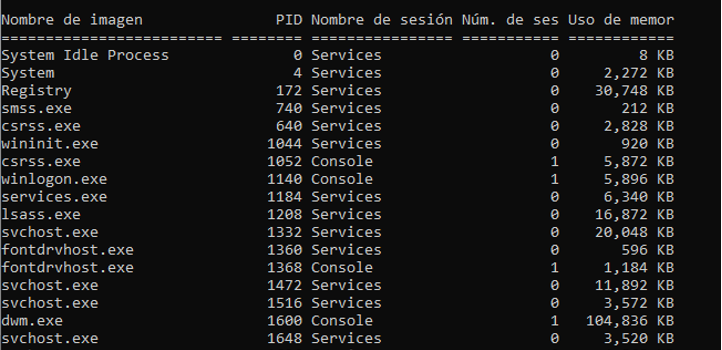 Nombre de imagen               PID Nombre de sesión Núm. de ses Uso de memor
========================= ======== ================ =========== ============
System Idle Process              0 Services                   0         8 KB
System                           4 Services                   0     2,272 KB
Registry                       172 Services                   0    30,748 KB
smss.exe                       740 Services                   0       212 KB
csrss.exe                      640 Services                   0     2,828 KB
wininit.exe                   1044 Services                   0       920 KB
csrss.exe                     1052 Console                    1     5,872 KB
winlogon.exe                  1140 Console                    1     5,896 KB
services.exe                  1184 Services                   0     6,340 KB
lsass.exe                     1208 Services                   0    16,872 KB
svchost.exe                   1332 Services                   0    20,048 KB
fontdrvhost.exe               1360 Services                   0       596 KB
fontdrvhost.exe               1368 Console                    1     1,184 KB
svchost.exe                   1472 Services                   0    11,892 KB
svchost.exe                   1516 Services                   0     3,572 KB
dwm.exe                       1600 Console                    1   104,836 KB
svchost.exe                   1648 Services                   0     3,520 KB